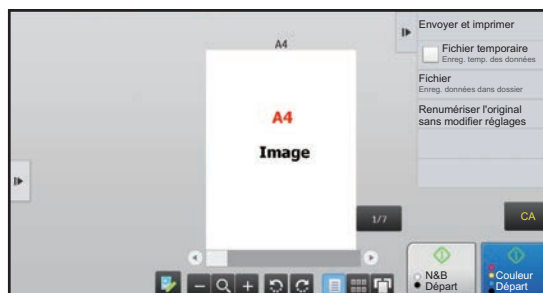 A4
A4
Image
1/7
Envoyer et imprimer
Fichier temporaire
Enreg. temp. des données
Fichier
Enreg. données dans dossier
Renumériser l'original
sans modifier réglages
CA
N&B
Départ
Couleur
Départ